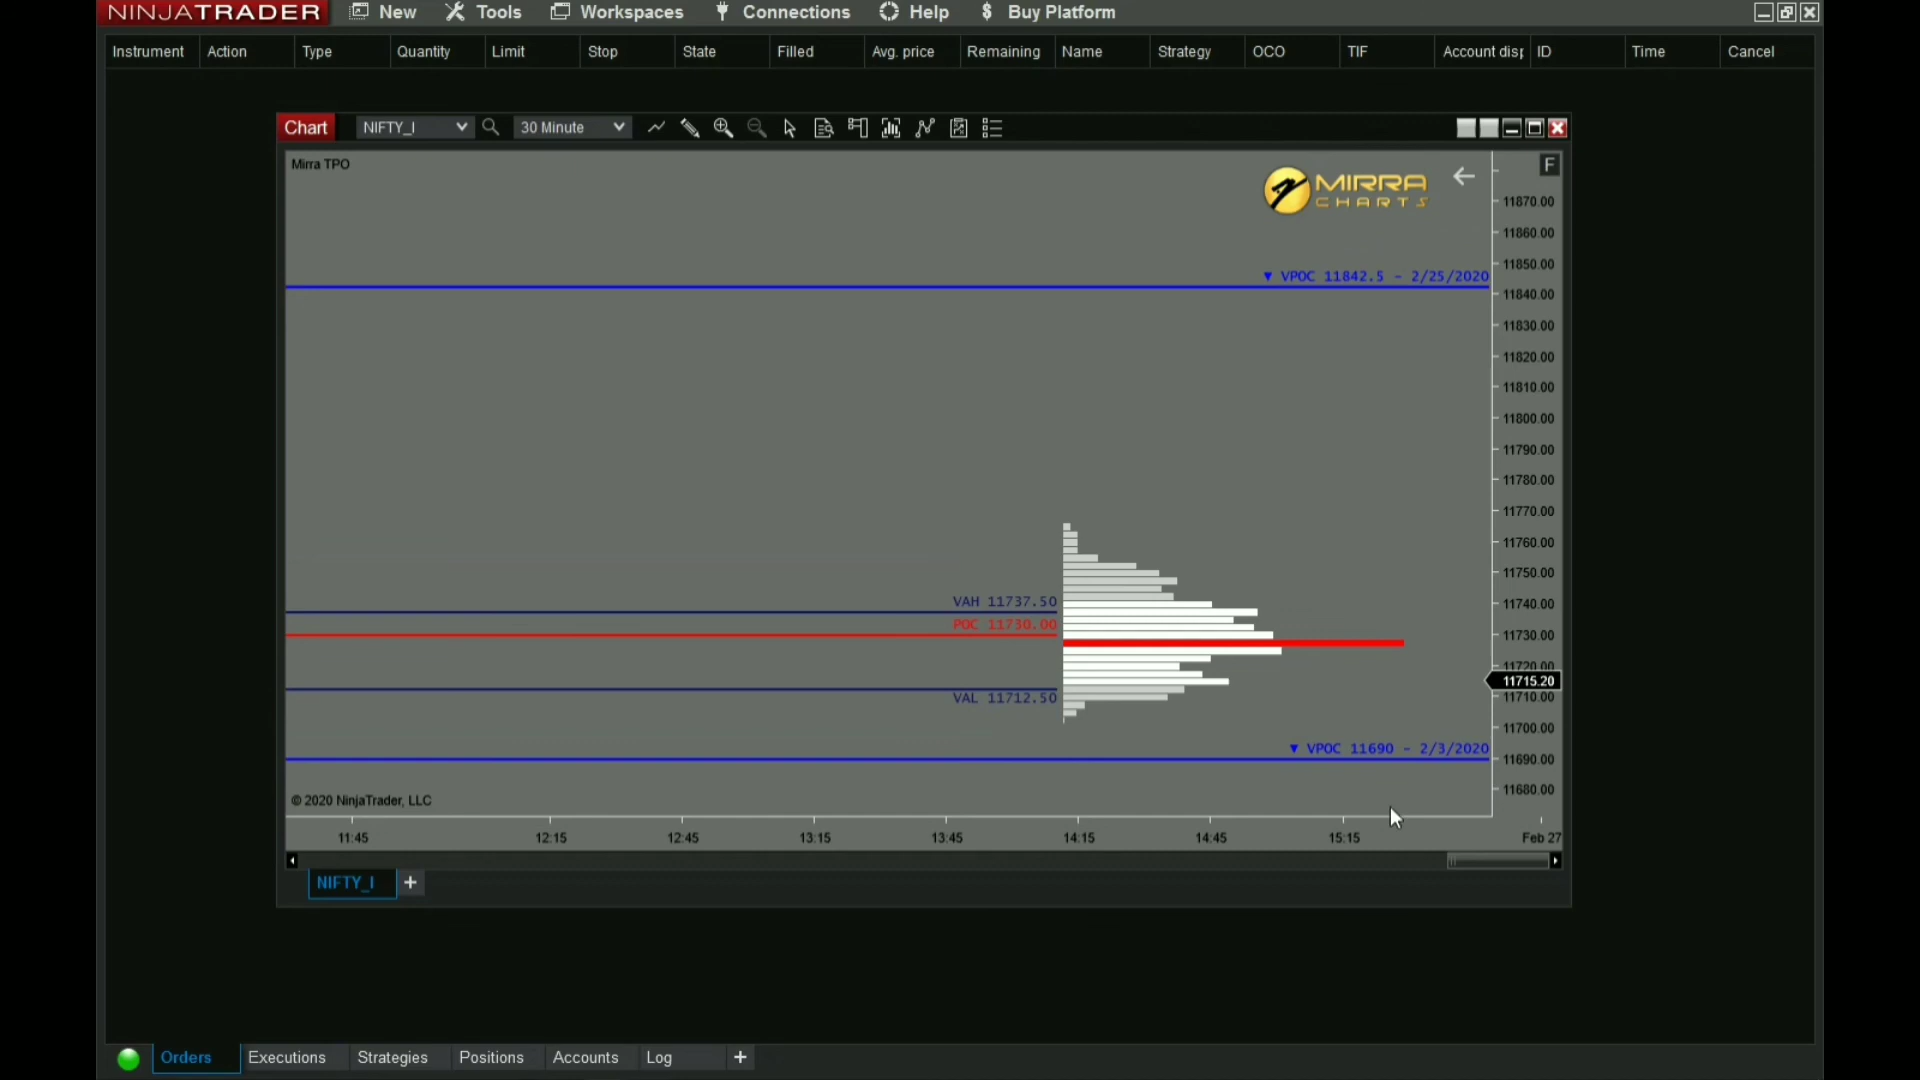 NINJATRADER New Tools Workspaces Connections Help $ Buy Platform
Instrument Action Type Quantity Limit Stop State Filled Avg. price Remaining Name Strategy OCO TIF Account disp ID Time Cancel
Chart NIFTY_I 30 Minute
Mirra TPO
F
MIRRA
CHARTS
11870.00
11860.00
11850.00
▼ VPOC 11842.5 - 2/25/2020
11840.00
11830.00
11820.00
11810.00
11800.00
11790.00
11780.00
11770.00
11760.00
11750.00
VAH 11737.50
11740.00
POC 11730.00
11730.00
11720.00
11715.20
VAL 11712.50
11710.00
11700.00
▼ VPOC 11690 - 2/3/2020
11690.00
11680.00
© 2020 NinjaTrader, LLC
11:45 12:15 12:45 13:15 13:45 14:15 14:45 15:15 Feb 27
NIFTY_I +
Orders Executions Strategies Positions Accounts Log +